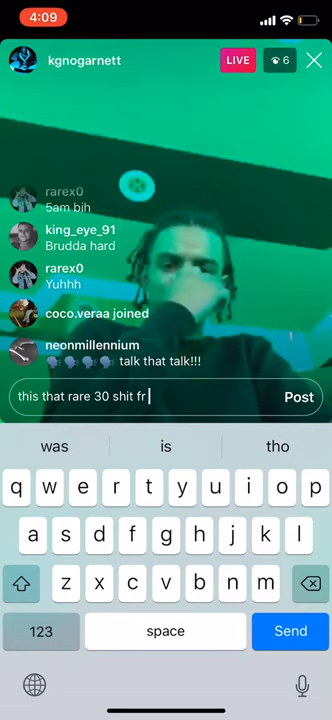 4:09
kgnogarnett
LIVE
6
rarex0
5am bih
king_eye_91
Brudda hard
rarex0
Yuhhh
coco.veraa joined
neonmillennium
🗣🗣🗣🗣 talk that talk!!!
this that rare 30 shit fr
Post
was is tho
q w e r t y u i o p
a s d f g h j k l
z x c v b n m
123 space Send